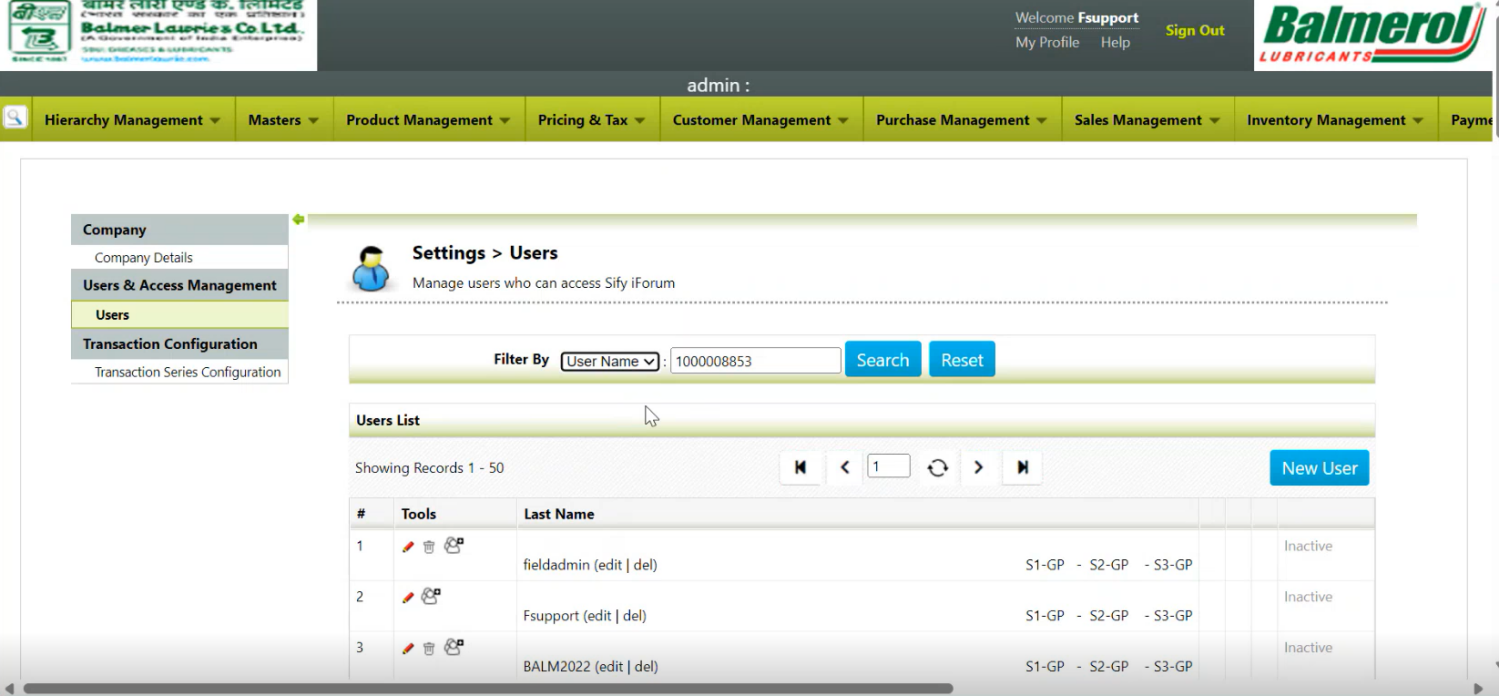 बामर लॉरी एण्ड कं. लिमिटेड
(भारत सरकार का एक प्रतिष्ठान)
Balmer Lawrie & Co. Ltd.
(A Government of India Enterprise)
SBU: GREASES & LUBRICANTS
www.balmerlawrie.com
Welcome Fsupport
My Profile Help
Sign Out
Balmerol
LUBRICANTS
admin :
Hierarchy Management Masters Product Management Pricing & Tax Customer Management Purchase Management Sales Management Inventory Management Payme
Company
Company Details
Users & Access Management
Users
Transaction Configuration
Transaction Series Configuration
Settings > Users
Manage users who can access Sify iForum
Filter By User Name : 1000008853 Search Reset
Users List
Showing Records 1 - 50 1 New User
# Tools Last Name
1 Inactive
fieldadmin (edit | del) S1-GP - S2-GP - S3-GP
2 Inactive
Fsupport (edit | del) S1-GP - S2-GP - S3-GP
3 Inactive
BALM2022 (edit | del) S1-GP - S2-GP - S3-GP